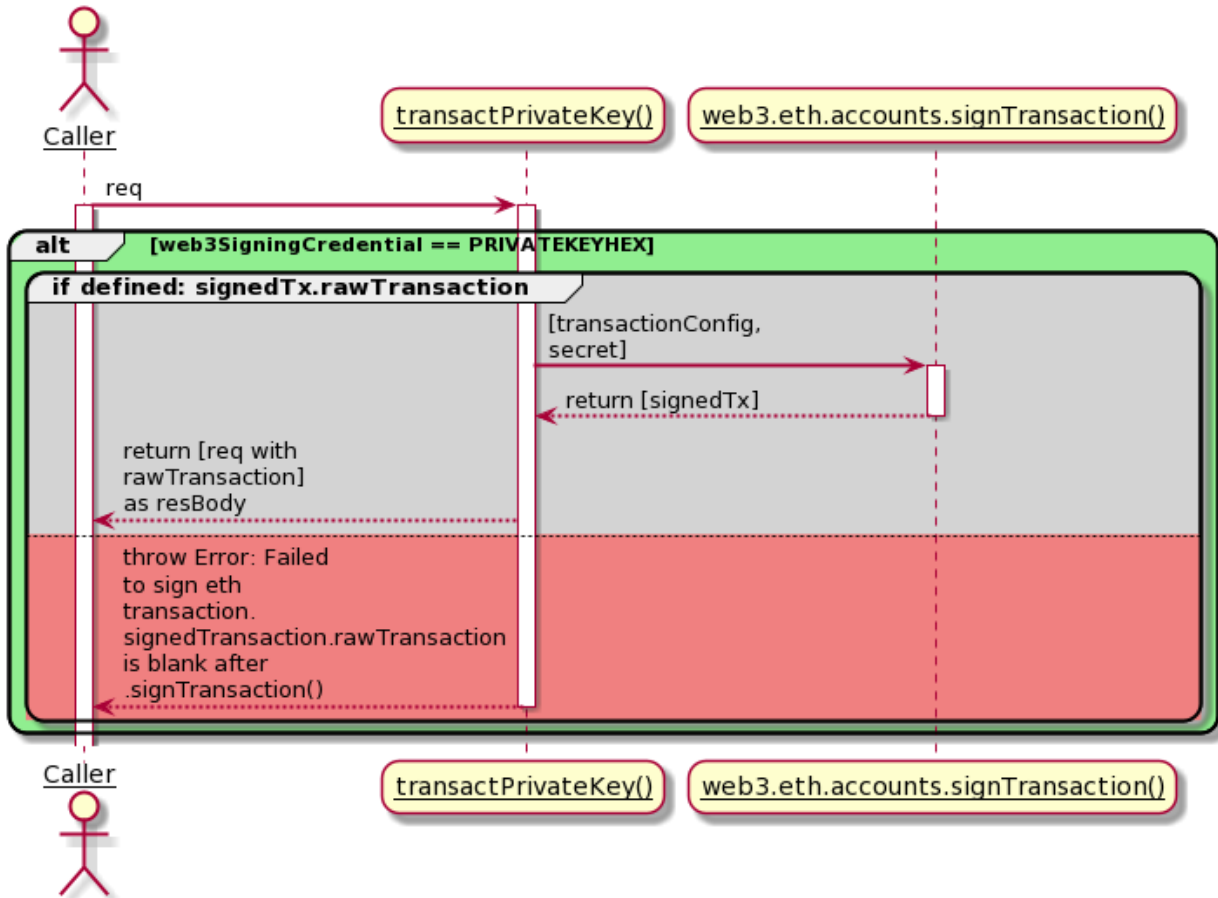 Caller
transactPrivateKey()
web3.eth.accounts.signTransaction()
req
alt
[web3SigningCredential == PRIVATEKEYHEX]
if defined: signedTx.rawTransaction
[transactionConfig,
secret]
return [signedTx]
return [req with
rawTransaction]
as resBody
throw Error: Failed
to sign eth
transaction.
signedTransaction.rawTransaction
is blank after
.signTransaction()
Caller
transactPrivateKey()
web3.eth.accounts.signTransaction()